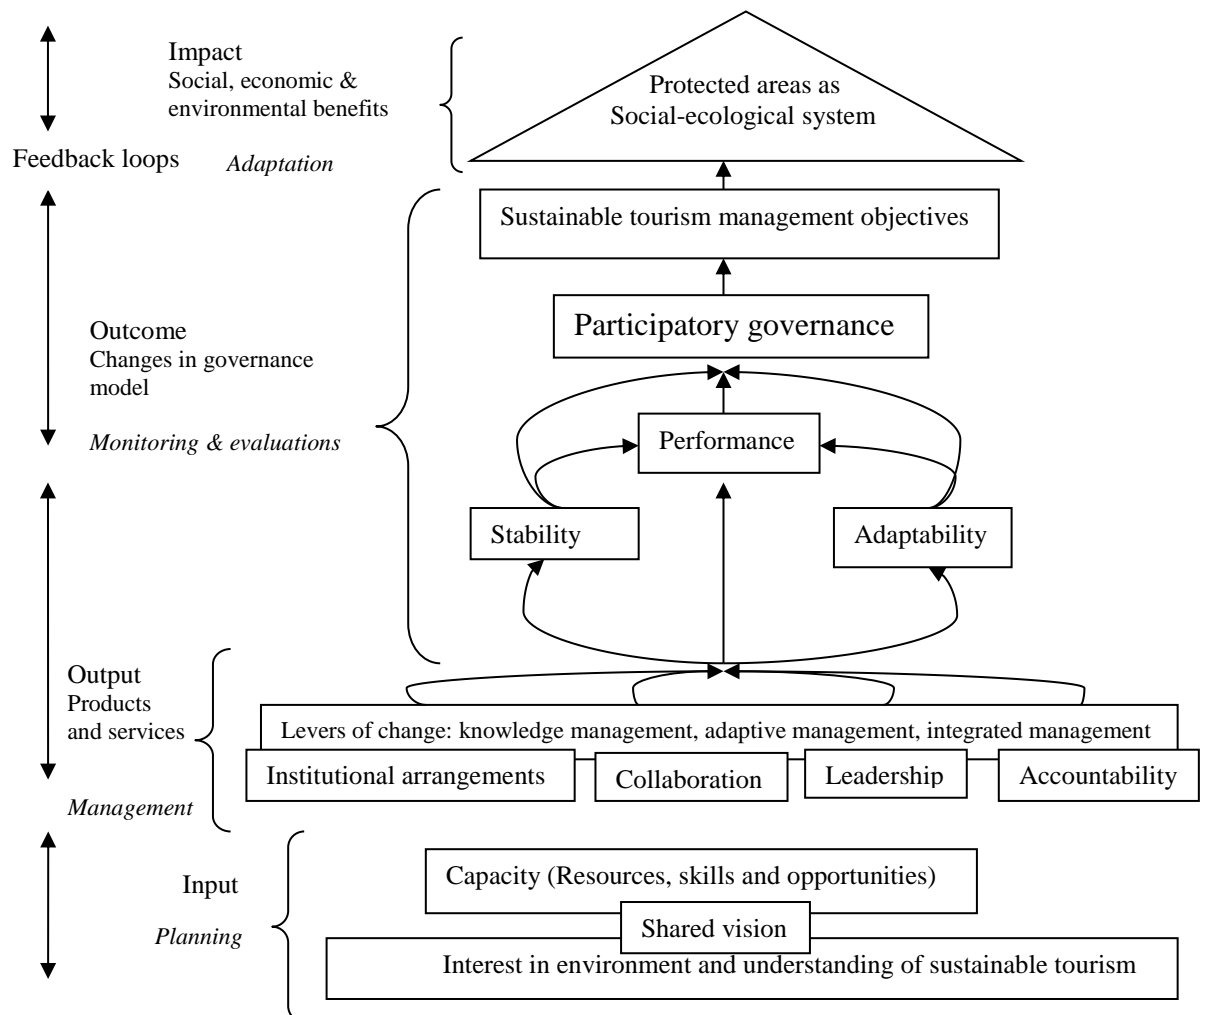 Impact
Social, economic &
environmental benefits
Protected areas as
Social-ecological system
Feedback loops
Adaptation
Sustainable tourism management objectives
Participatory governance
Outcome
Changes in governance
model
Monitoring & evaluations
Performance
Stability
Adaptability
Output
Products
and services
Management
Levers of change: knowledge management, adaptive management, integrated management
Institutional arrangements
Collaboration
Leadership
Accountability
Input
Planning
Capacity (Resources, skills and opportunities)
Shared vision
Interest in environment and understanding of sustainable tourism